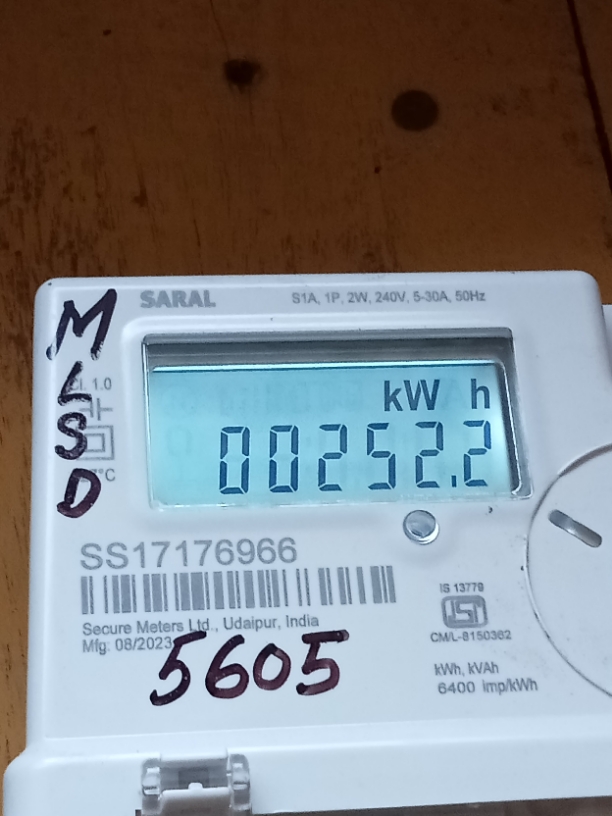 SARAL
S1A, 1P, 2W, 240V, 5-30A, 50Hz
M
L
S
D
CL 1.0
°C
kW h
00252.2
SS17176966
Secure Meters Ltd., Udaipur, India
Mfg: 08/2023
5605
IS 13779
ISI
CM/L-8150362
kWh, kVAh
6400 imp/kWh